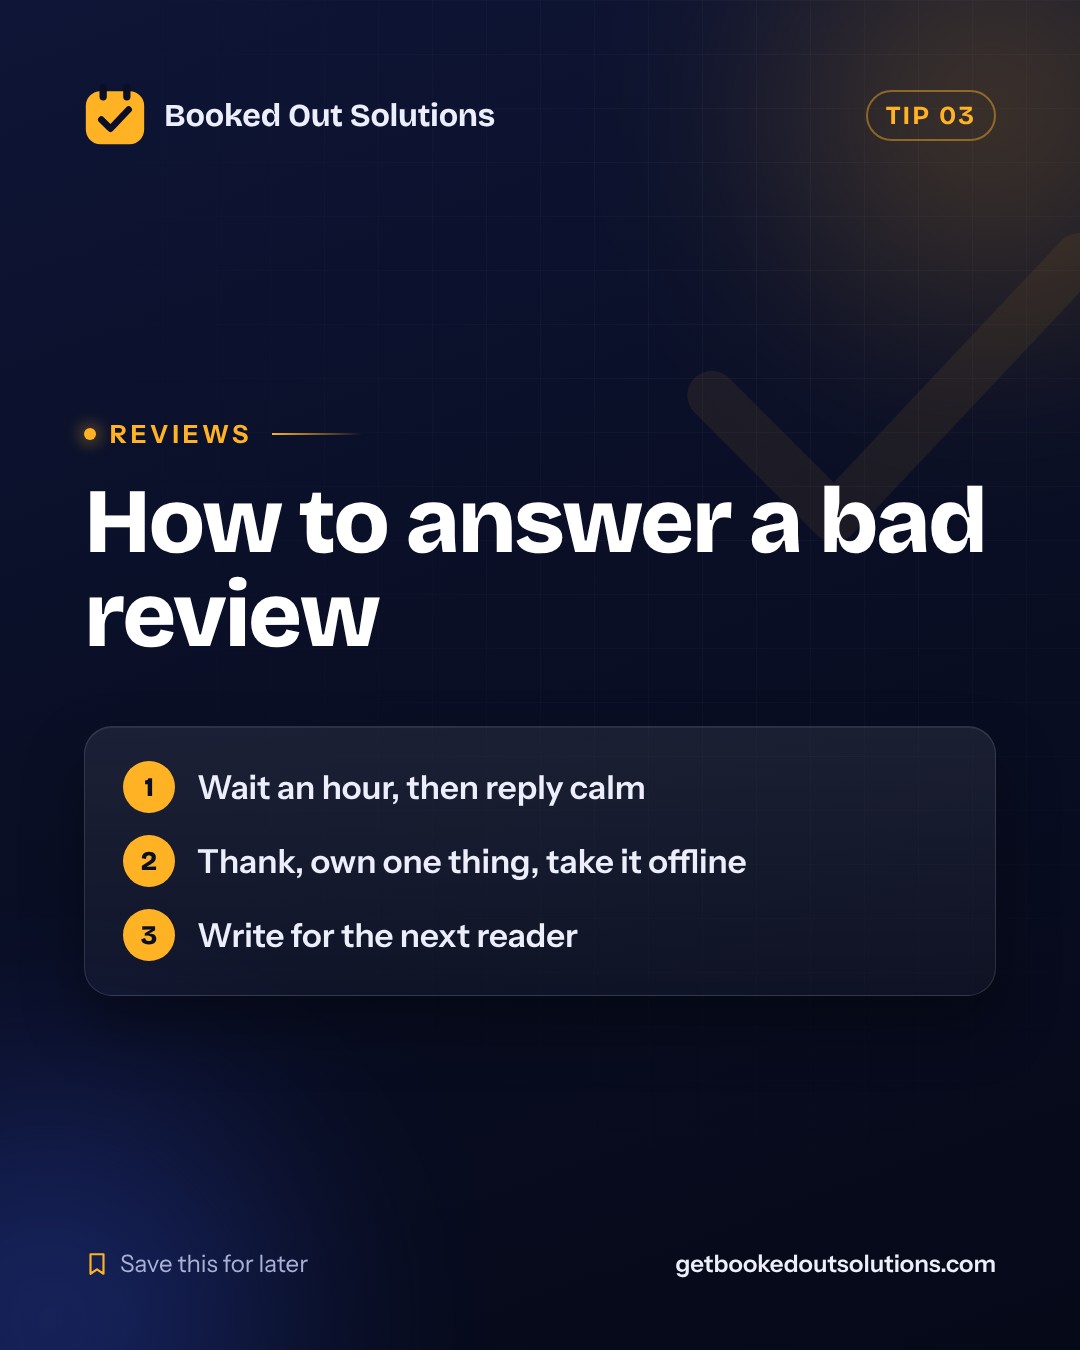 Booked Out Solutions
TIP 03
REVIEWS
How to answer a bad
review
1 Wait an hour, then reply calm
2 Thank, own one thing, take it offline
3 Write for the next reader
Save this for later
getbookedoutsolutions.com